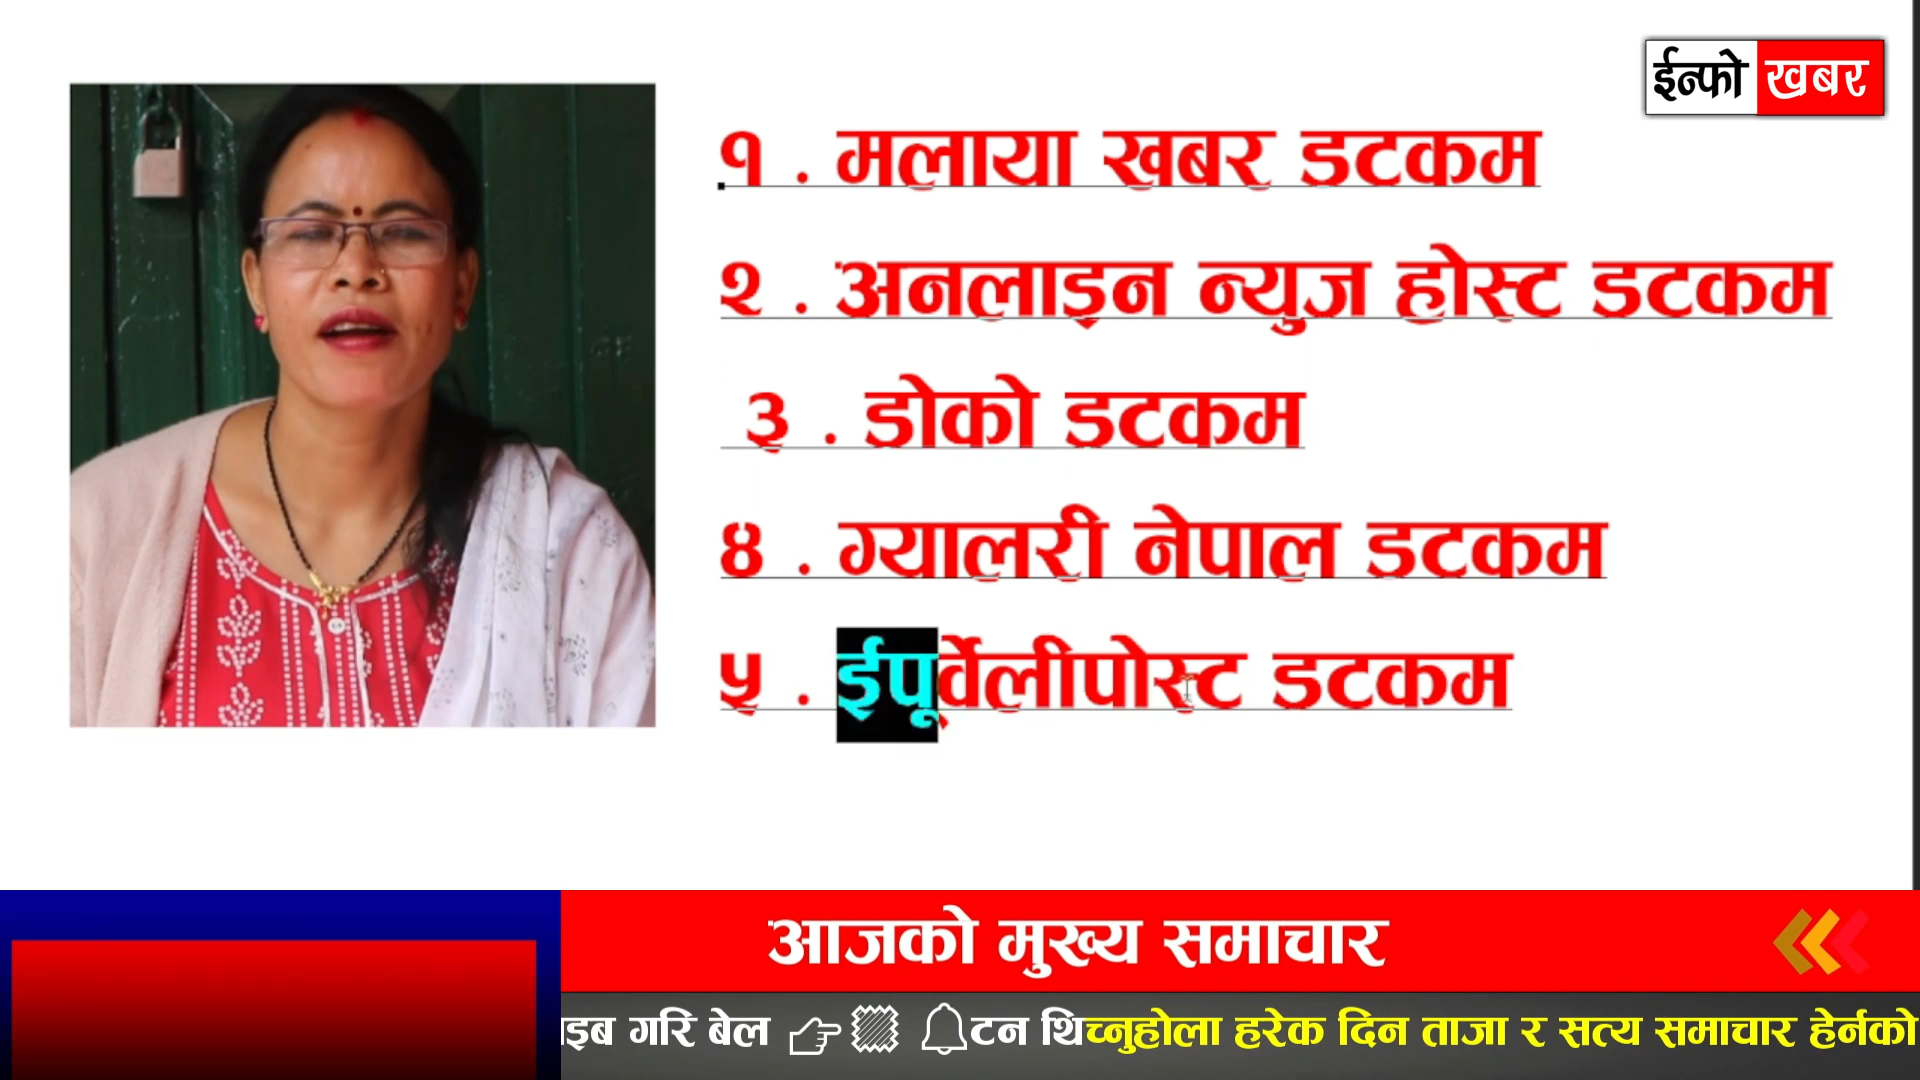 ईन्फो खबर
१ . मलाया खबर डटकम
२ . अनलाइन न्युज होस्ट डटकम
३ . डोको डटकम
४ . ग्यालरी नेपाल डटकम
५ . ईपूर्वेलीपोस्ट डटकम
आजको मुख्य समाचार
गरि बेल टन थिच्नुहोला हरेक दिन ताजा र सत्य समाचार हेर्नको